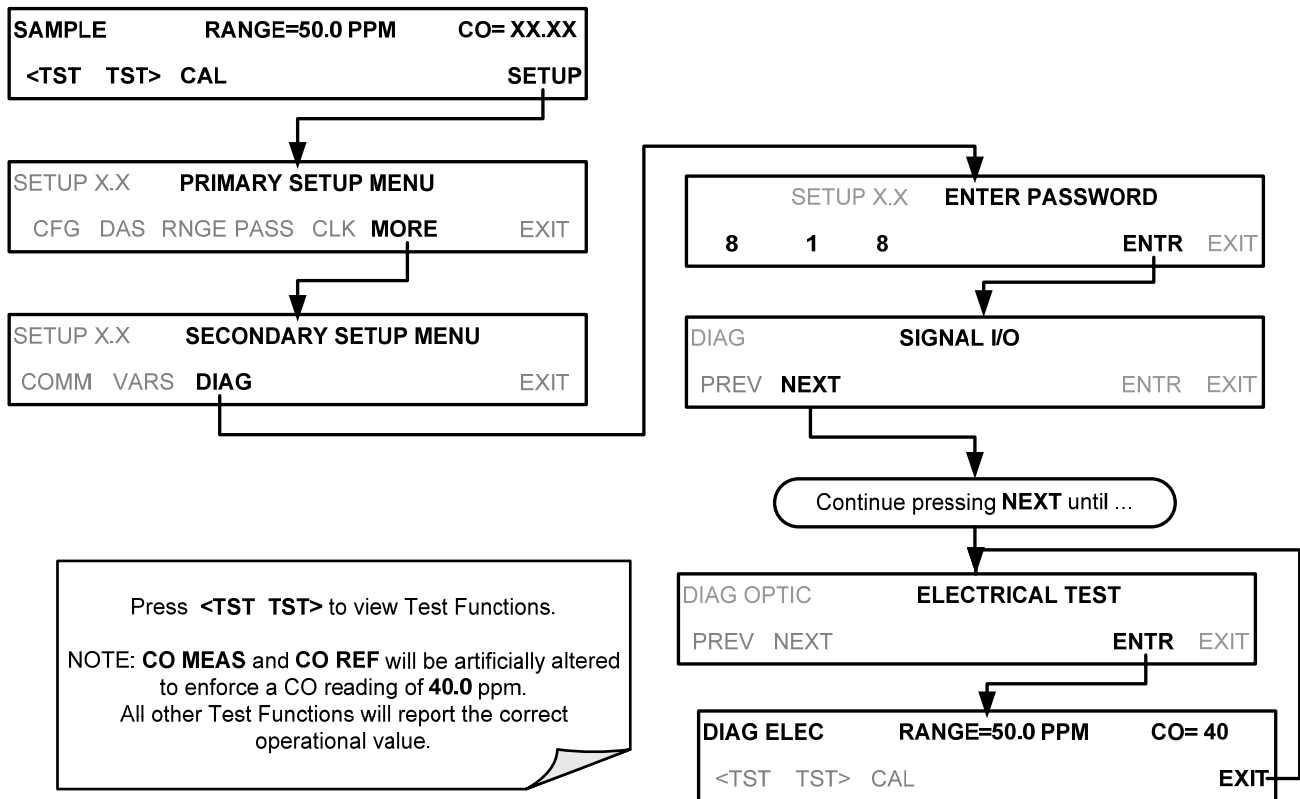 SAMPLE RANGE=50.0 PPM CO= XX.XX
<TST TST> CAL SETUP
SETUP X.X PRIMARY SETUP MENU
CFG DAS RNGE PASS CLK MORE EXIT
SETUP X.X SECONDARY SETUP MENU
COMM VARS DIAG EXIT
SETUP X.X ENTER PASSWORD
8 1 8 ENTR EXIT
DIAG SIGNAL I/O
PREV NEXT ENTR EXIT
Continue pressing NEXT until ...
DIAG OPTIC ELECTRICAL TEST
PREV NEXT ENTR EXIT
DIAG ELEC RANGE=50.0 PPM CO= 40
<TST TST> CAL EXIT
Press <TST TST> to view Test Functions.
NOTE: CO MEAS and CO REF will be artificially altered
to enforce a CO reading of 40.0 ppm.
All other Test Functions will report the correct
operational value.